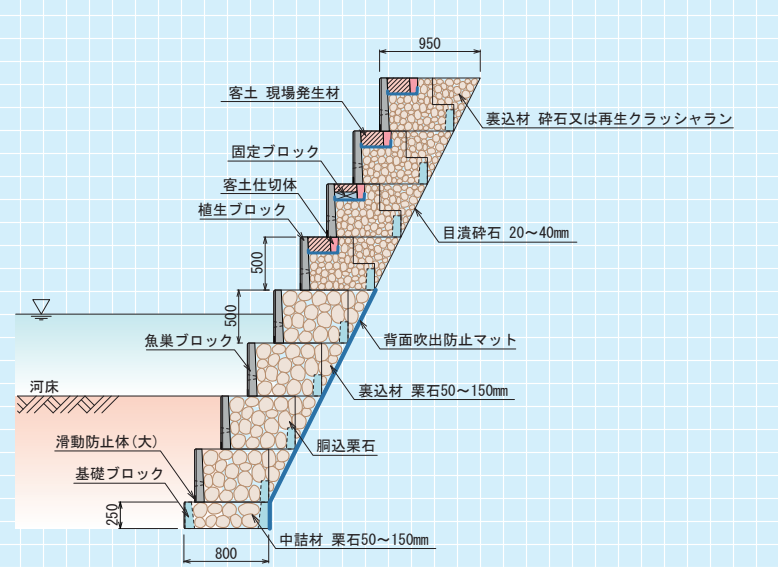 950
客土 現場発生材
裏込材 砕石又は再生クラッシャラン
固定ブロック
客土仕切体
植生ブロック
目潰砕石 20～40mm
500
500
魚巣ブロック
背面吹出防止マット
河床
裏込材 栗石50～150mm
滑動防止体(大)
胴込栗石
基礎ブロック
250
中詰材 栗石50～150mm
800